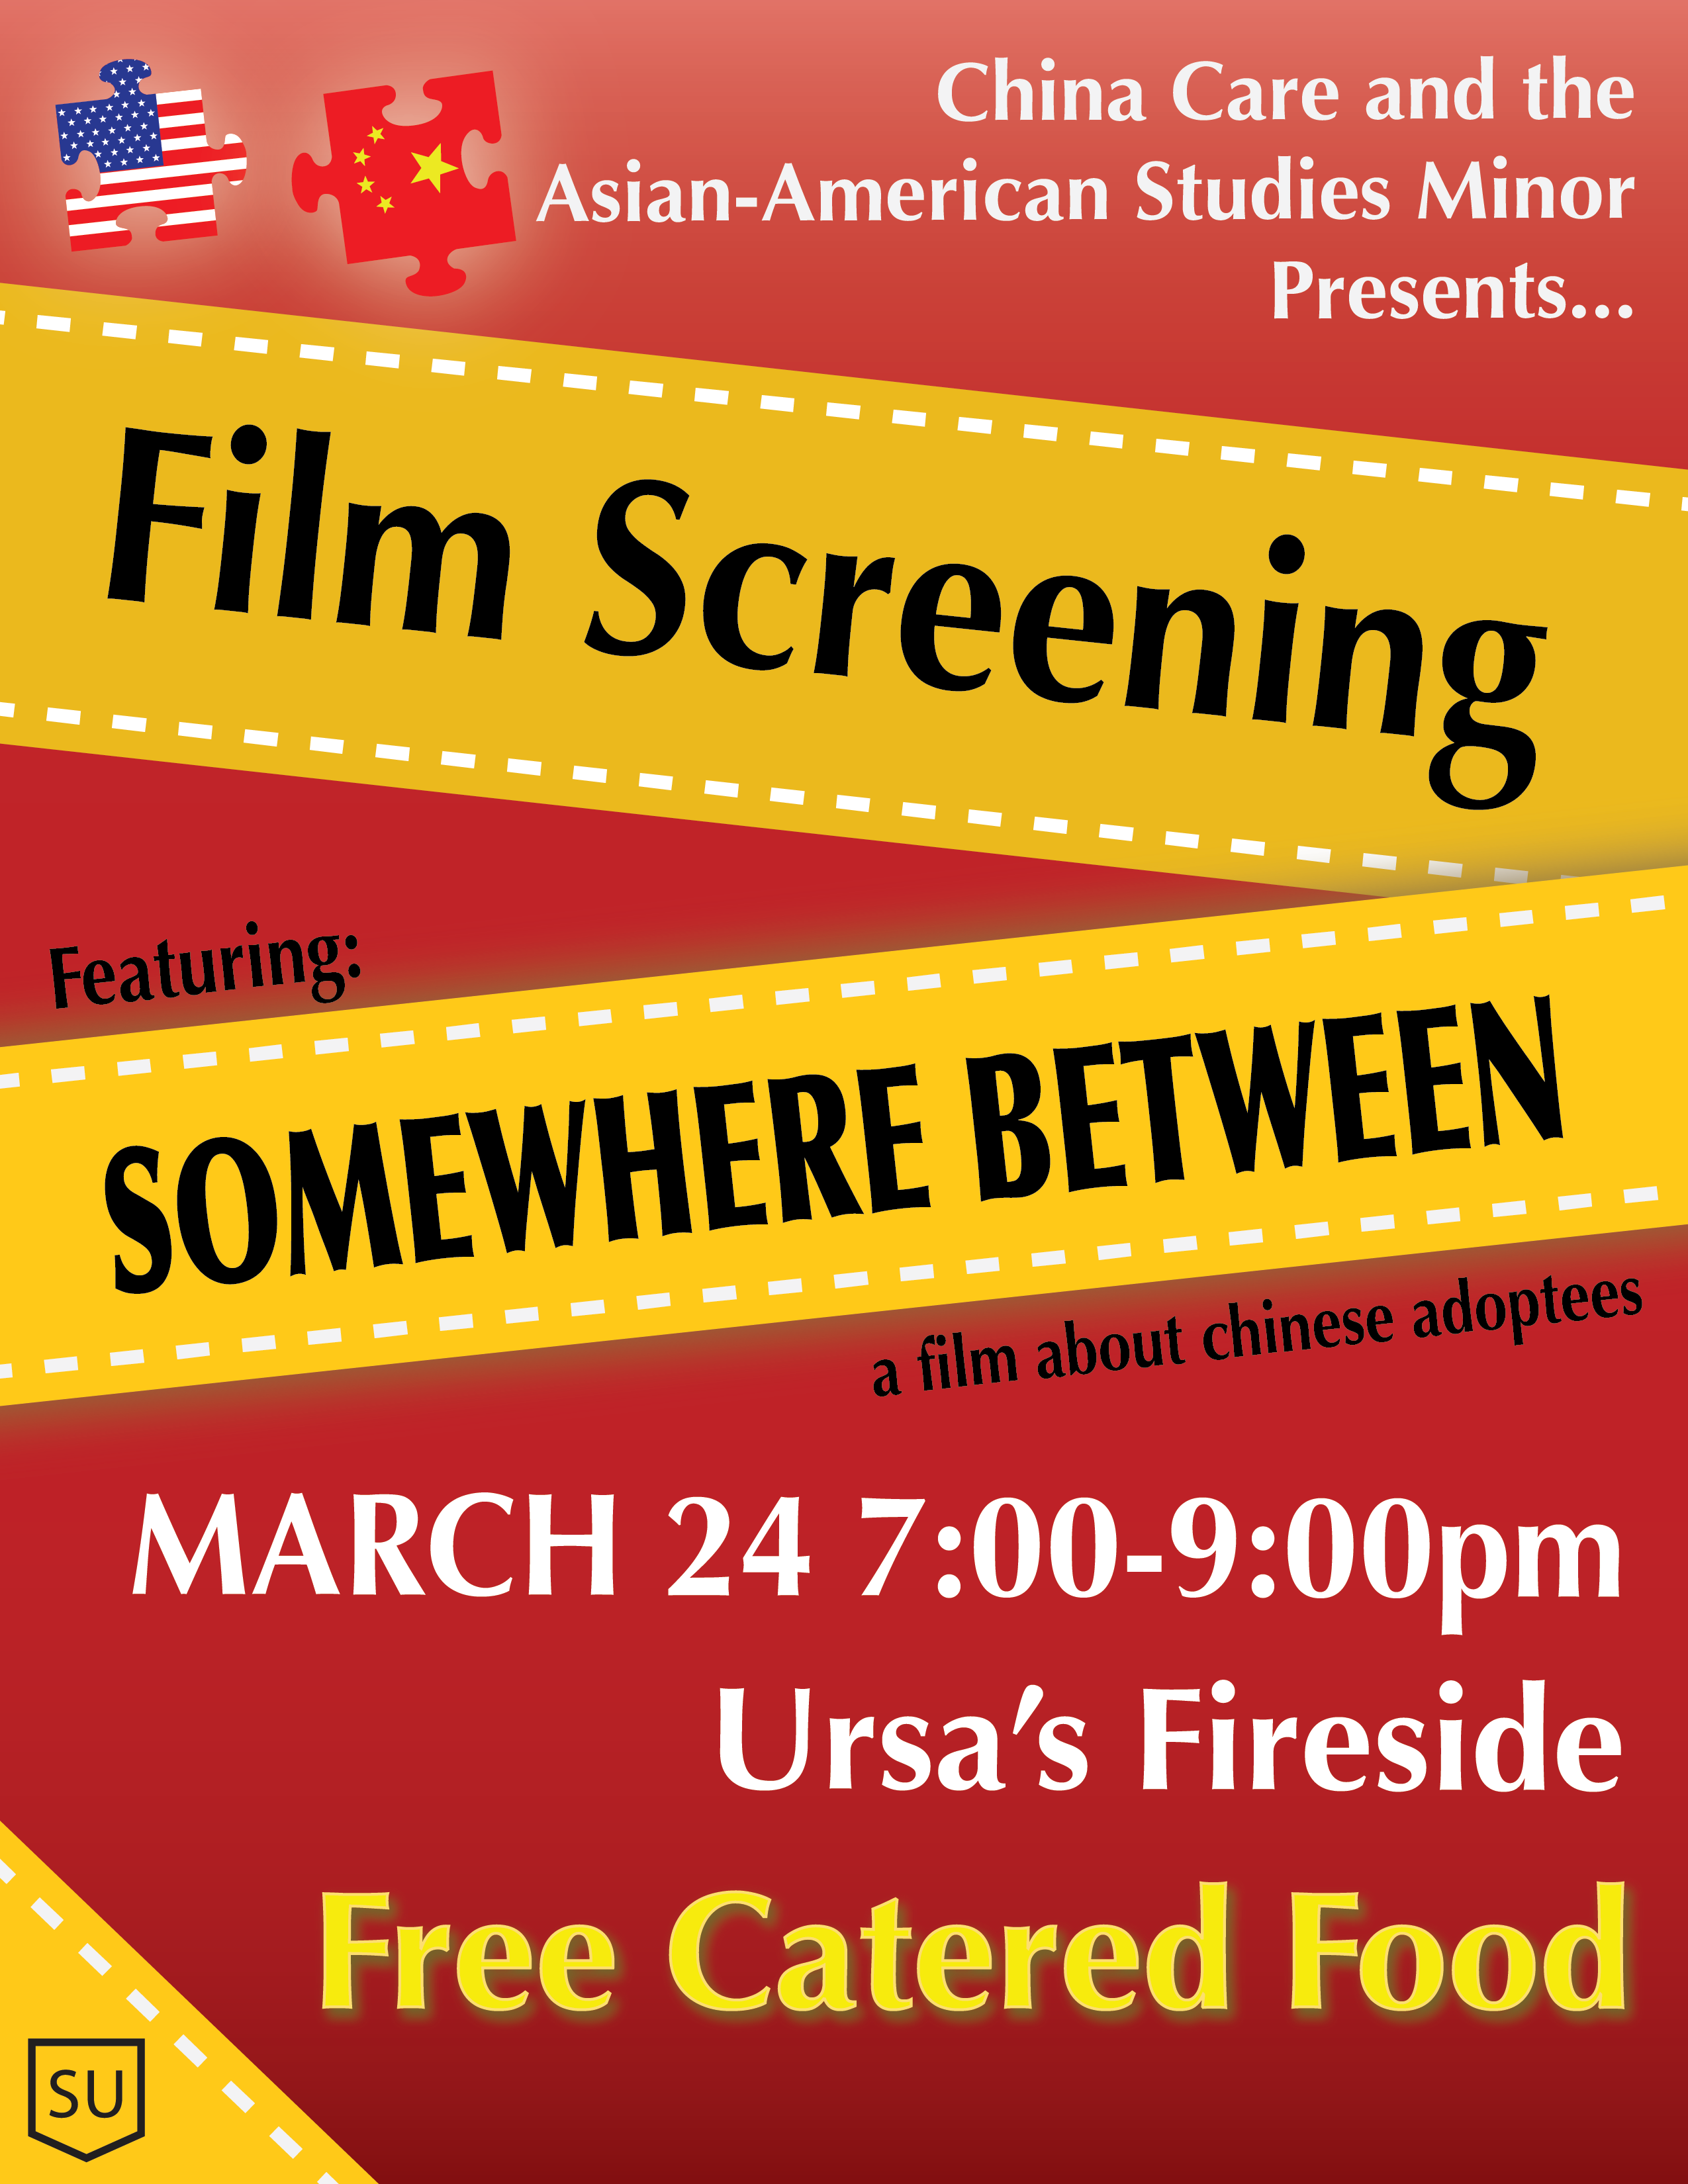 China Care and the
Asian-American Studies Minor
Presents...
Film Screening
Featuring:
SOMEWHERE BETWEEN
a film about chinese adoptees
MARCH 24 7:00-9:00pm
Ursa's Fireside
Free Catered Food
SU